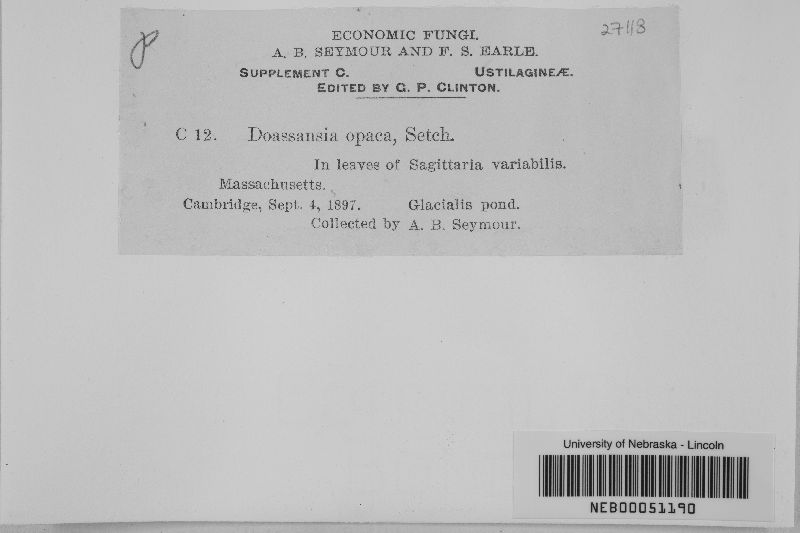 27118
ECONOMIC FUNGI.
A. B. SEYMOUR AND F. S. EARLE.
SUPPLEMENT C. USTILAGINEÆ.
EDITED BY G. P. CLINTON.
C 12. Doassansia opaca, Setch.
In leaves of Sagittaria variabilis.
Massachusetts.
Cambridge, Sept. 4, 1897. Glacialis pond.
Collected by A. B. Seymour.
University of Nebraska - Lincoln
NEB00051190